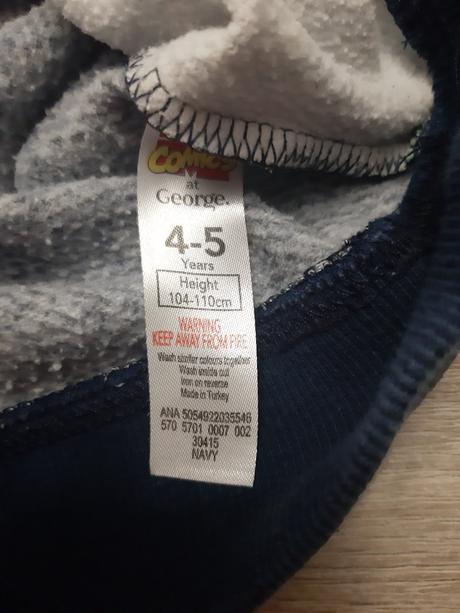 COMICS
at
George.
4-5
Years
Height
104-110cm
WARNING
KEEP AWAY FROM FIRE
Wash similar colours together
Wash inside out
Iron on reverse
Made in Turkey
ANA 5054922035546
570 5701 0007 002
30415
NAVY